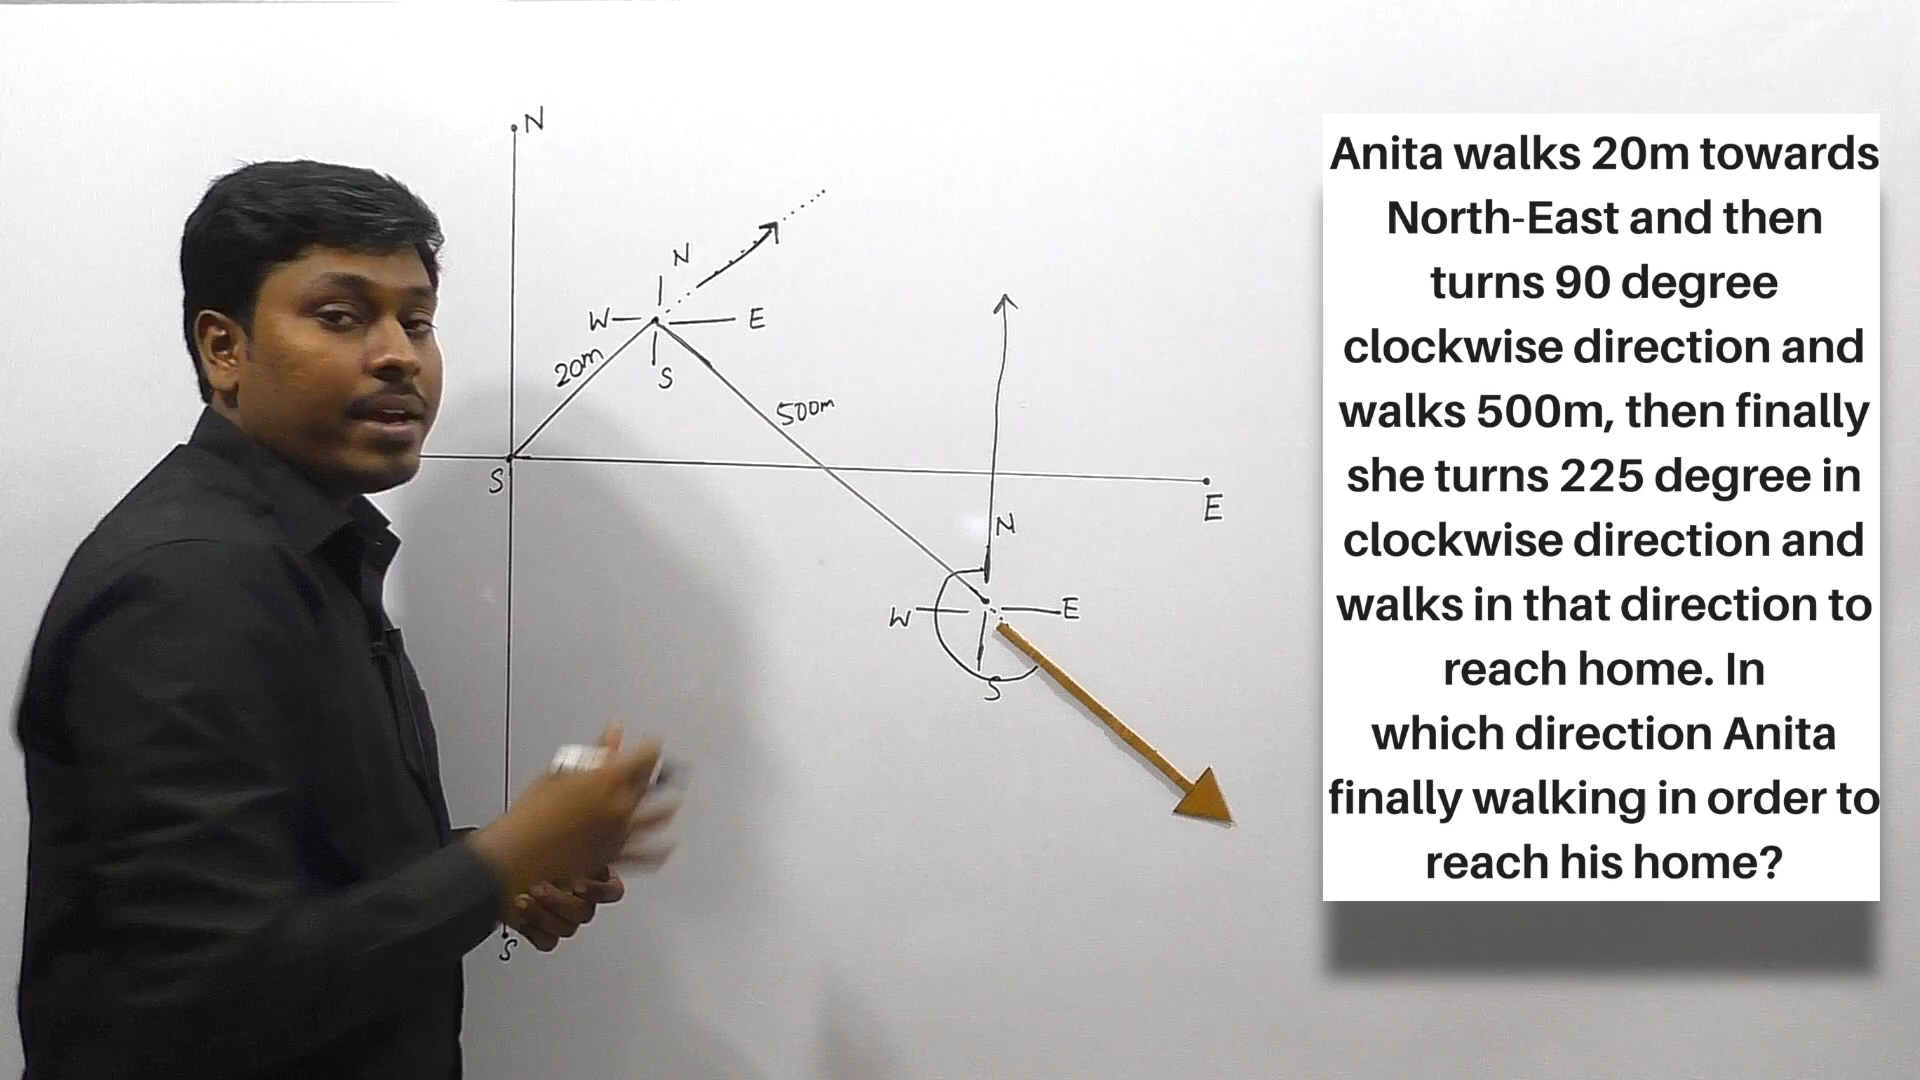 N
N
W
E
20m
S
500m
S
E
N
W
E
S
S
Anita walks 20m towards
North-East and then
turns 90 degree
clockwise direction and
walks 500m, then finally
she turns 225 degree in
clockwise direction and
walks in that direction to
reach home. In
which direction Anita
finally walking in order to
reach his home?